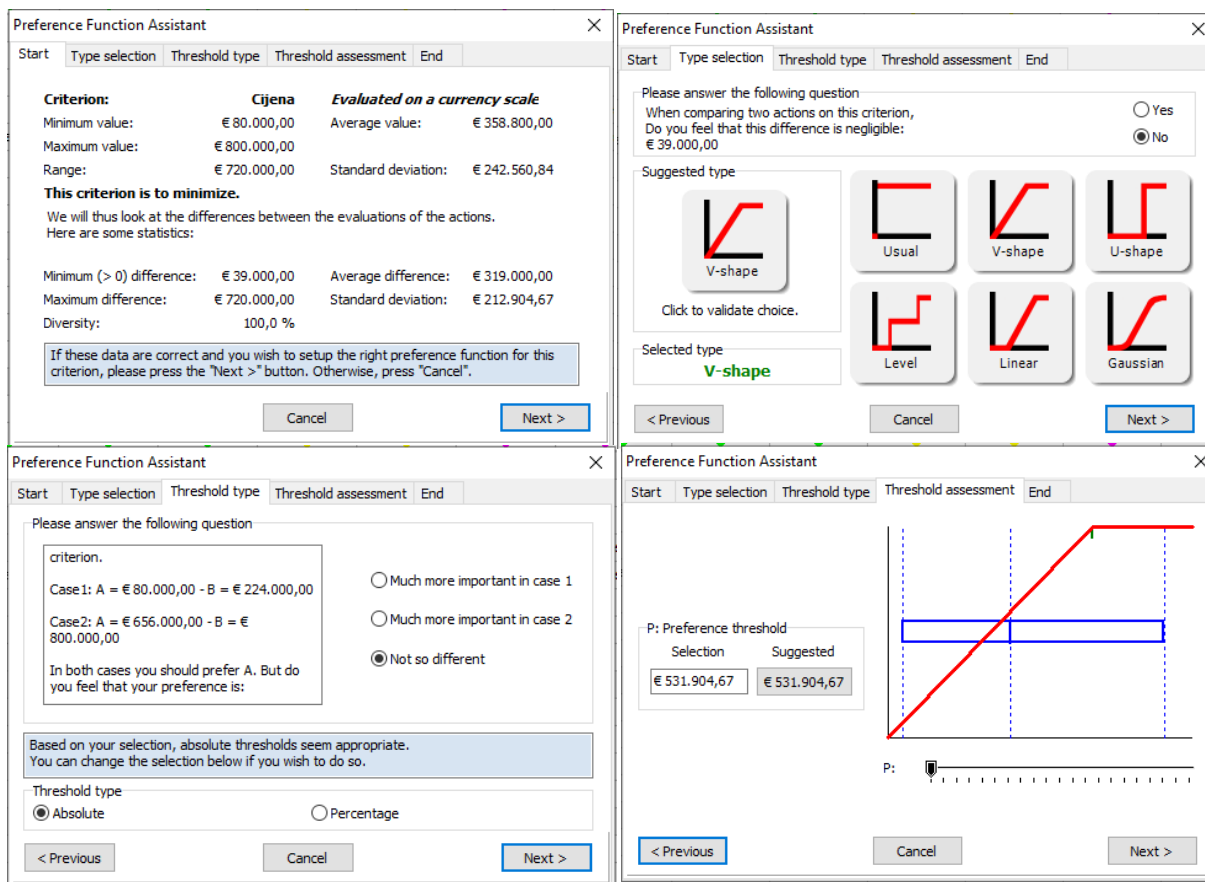 Preference Function Assistant
Start Type selection Threshold type Threshold assessment End
Criterion: Cijena Evaluated on a currency scale
Minimum value: € 80.000,00 Average value: € 358.800,00
Maximum value: € 800.000,00
Range: € 720.000,00 Standard deviation: € 242.560,84
This criterion is to minimize.
We will thus look at the differences between the evaluations of the actions.
Here are some statistics:
Minimum (> 0) difference: € 39.000,00 Average difference: € 319.000,00
Maximum difference: € 720.000,00 Standard deviation: € 212.904,67
Diversity: 100,0 %
If these data are correct and you wish to setup the right preference function for this
criterion, please press the "Next >" button. Otherwise, press "Cancel".
Cancel Next >
Preference Function Assistant
Start Type selection Threshold type Threshold assessment End
Please answer the following question
When comparing two actions on this criterion,
Do you feel that this difference is negligible:
€ 39.000,00
Yes
No
Suggested type
V-shape
Click to validate choice.
Selected type
V-shape
Usual V-shape U-shape
Level Linear Gaussian
< Previous Cancel Next >
Preference Function Assistant
Start Type selection Threshold type Threshold assessment End
Please answer the following question
criterion.
Case1: A = € 80.000,00 - B = € 224.000,00
Case2: A = € 656.000,00 - B = €
800.000,00
In both cases you should prefer A. But do
you feel that your preference is:
Much more important in case 1
Much more important in case 2
Not so different
Based on your selection, absolute thresholds seem appropriate.
You can change the selection below if you wish to do so.
Threshold type
Absolute Percentage
< Previous Cancel Next >
Preference Function Assistant
Start Type selection Threshold type Threshold assessment End
P: Preference threshold
Selection Suggested
€ 531.904,67 € 531.904,67
P:
< Previous Cancel Next >